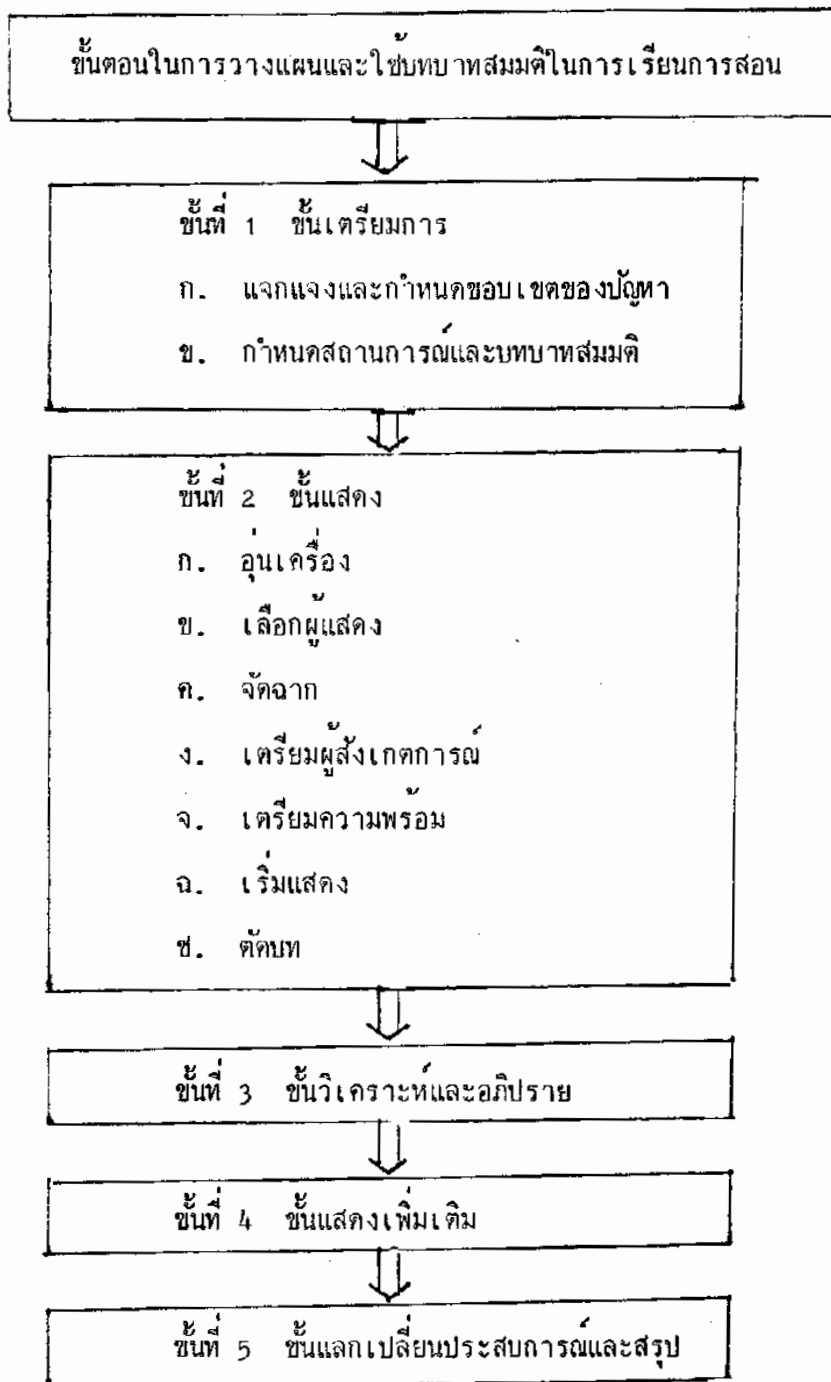 ขั้นตอนในการวางแผนและใช้บทบาทสมมติในการเรียนการสอน
ขั้นที่ 1 ขั้นเตรียมการ
ก. แจกแจงและกำหนดขอบเขตของปัญหา
ข. กำหนดสถานการณ์และบทบาทสมมติ
ขั้นที่ 2 ขั้นแสดง
ก. อุ่นเครื่อง
ข. เลือกผู้แสดง
ค. จัดฉาก
ง. เตรียมผู้สังเกตการณ์
จ. เตรียมความพร้อม
ฉ. เริ่มแสดง
ช. ตัดบท
ขั้นที่ 3 ขั้นวิเคราะห์และอภิปราย
ขั้นที่ 4 ขั้นแสดงเพิ่มเติม
ขั้นที่ 5 ขั้นแลกเปลี่ยนประสบการณ์และสรุป